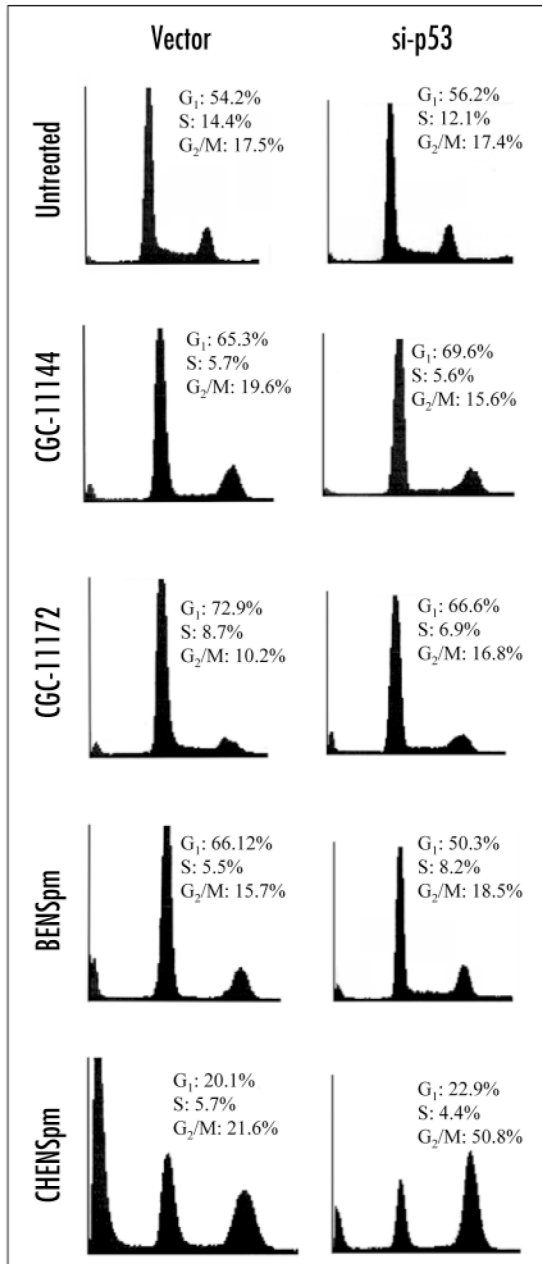 Vector si-p53
Untreated
G₁: 54.2%
S: 14.4%
G₂/M: 17.5%
G₁: 56.2%
S: 12.1%
G₂/M: 17.4%
CGC-11144
G₁: 65.3%
S: 5.7%
G₂/M: 19.6%
G₁: 69.6%
S: 5.6%
G₂/M: 15.6%
CGC-11172
G₁: 72.9%
S: 8.7%
G₂/M: 10.2%
G₁: 66.6%
S: 6.9%
G₂/M: 16.8%
BENSpm
G₁: 66.12%
S: 5.5%
G₂/M: 15.7%
G₁: 50.3%
S: 8.2%
G₂/M: 18.5%
CHENSpm
G₁: 20.1%
S: 5.7%
G₂/M: 21.6%
G₁: 22.9%
S: 4.4%
G₂/M: 50.8%